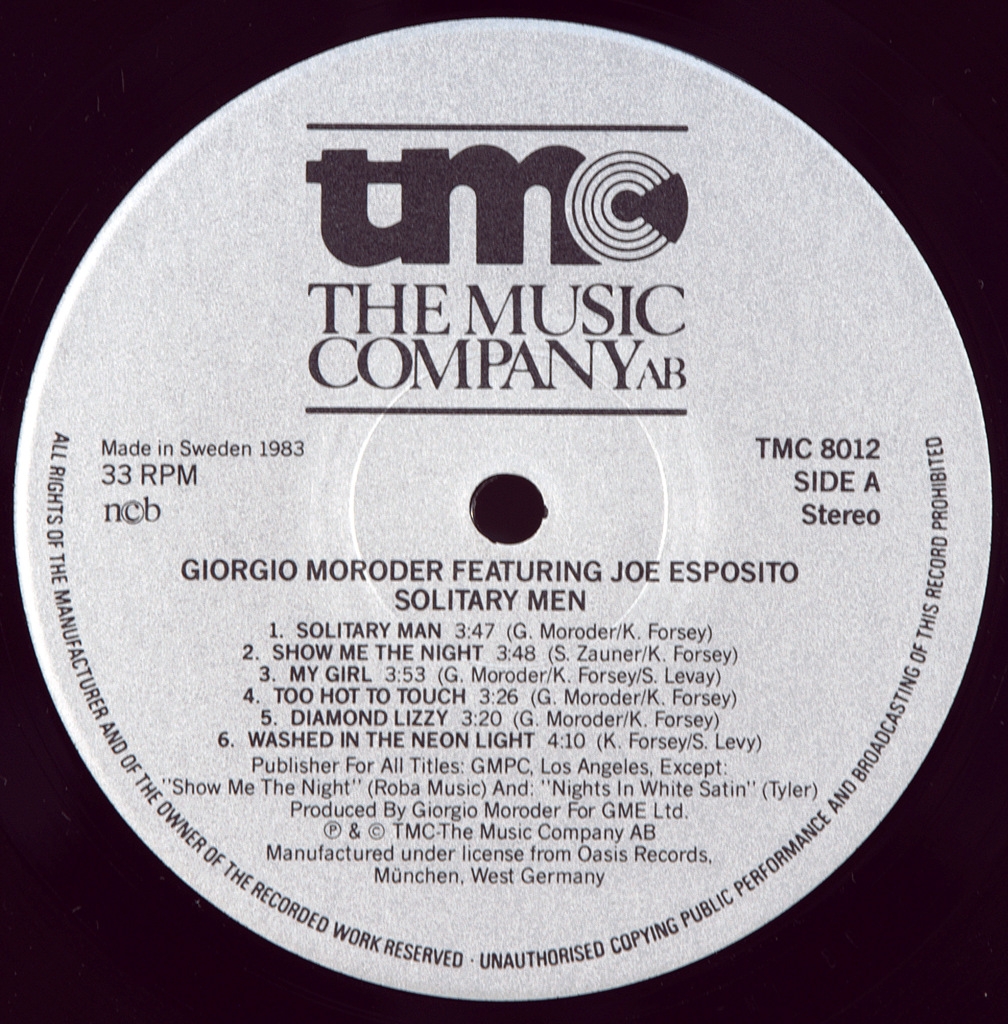 tmc
THE MUSIC
COMPANY AB
Made in Sweden 1983
33 RPM
n©b
TMC 8012
SIDE A
Stereo
GIORGIO MORODER FEATURING JOE ESPOSITO
SOLITARY MEN
1. SOLITARY MAN 3:47 (G. Moroder/K. Forsey)
2. SHOW ME THE NIGHT 3:48 (S. Zauner/K. Forsey)
3. MY GIRL 3:53 (G. Moroder/K. Forsey/S. Levay)
4. TOO HOT TO TOUCH 3:26 (G. Moroder/K. Forsey)
5. DIAMOND LIZZY 3:20 (G. Moroder/K. Forsey)
6. WASHED IN THE NEON LIGHT 4:10 (K. Forsey/S. Levy)
Publisher For All Titles: GMPC, Los Angeles, Except:
"Show Me The Night" (Roba Music) And: "Nights In White Satin" (Tyler)
Produced By Giorgio Moroder For GME Ltd.
℗ & © TMC-The Music Company AB
Manufactured under license from Oasis Records,
München, West Germany
ALL RIGHTS OF THE MANUFACTURER AND OF THE OWNER OF THE RECORDED WORK RESERVED · UNAUTHORISED COPYING PUBLIC PERFORMANCE AND BROADCASTING OF THIS RECORD PROHIBITED